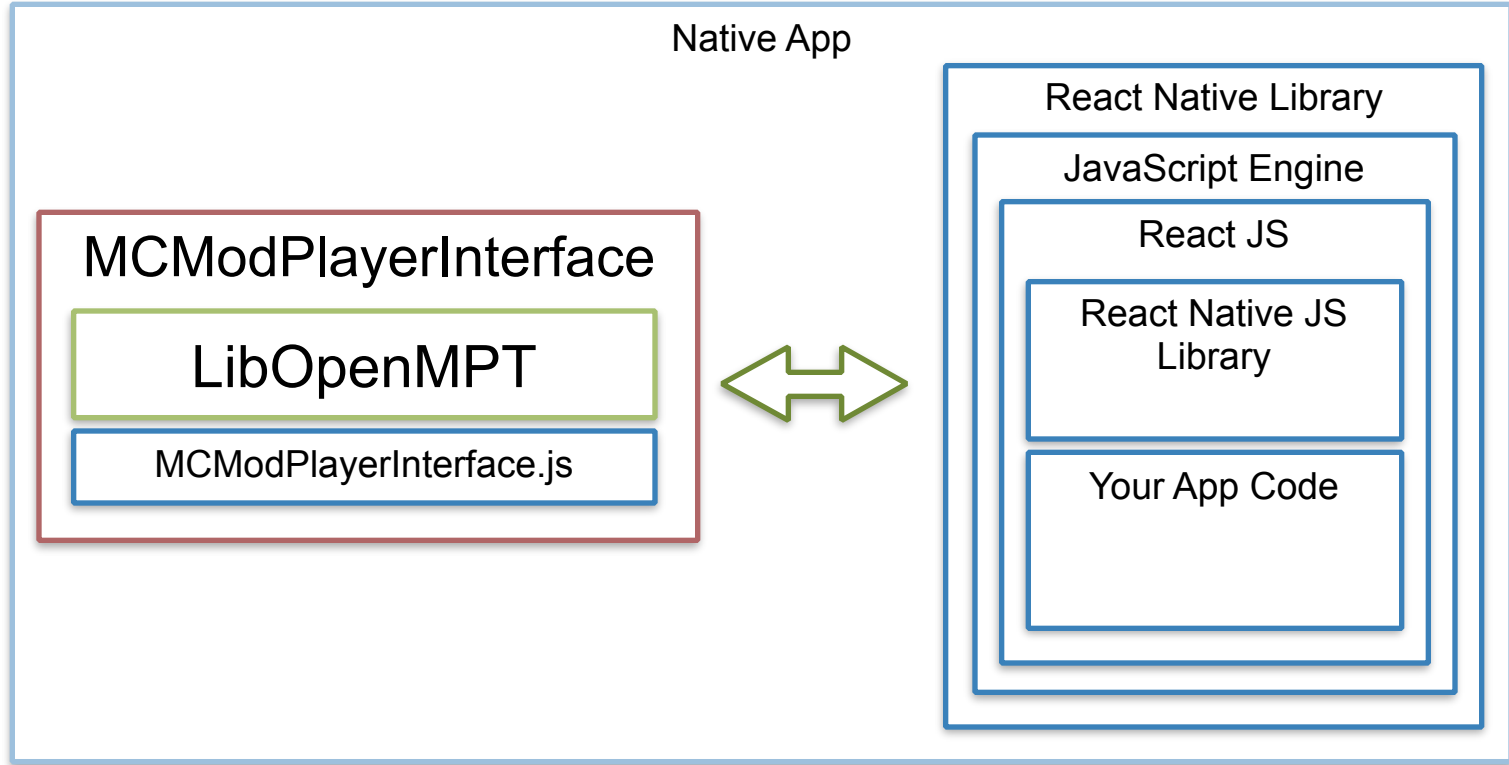 Native App
MCModPlayerInterface
LibOpenMPT
MCModPlayerInterface.js
React Native Library
JavaScript Engine
React JS
React Native JS
Library
Your App Code